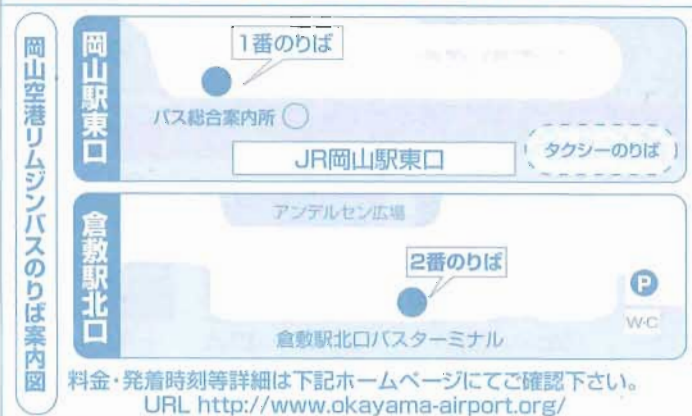 岡山空港リムジンバスのりば案内図
岡山駅東口
1番のりば
バス総合案内所
JR岡山駅東口
タクシーのりば
倉敷駅北口
アンデルセン広場
2番のりば
P
W・C
倉敷駅北口バスターミナル
料金・発着時刻等詳細は下記ホームページにてご確認下さい。
URL http://www.okayama-airport.org/